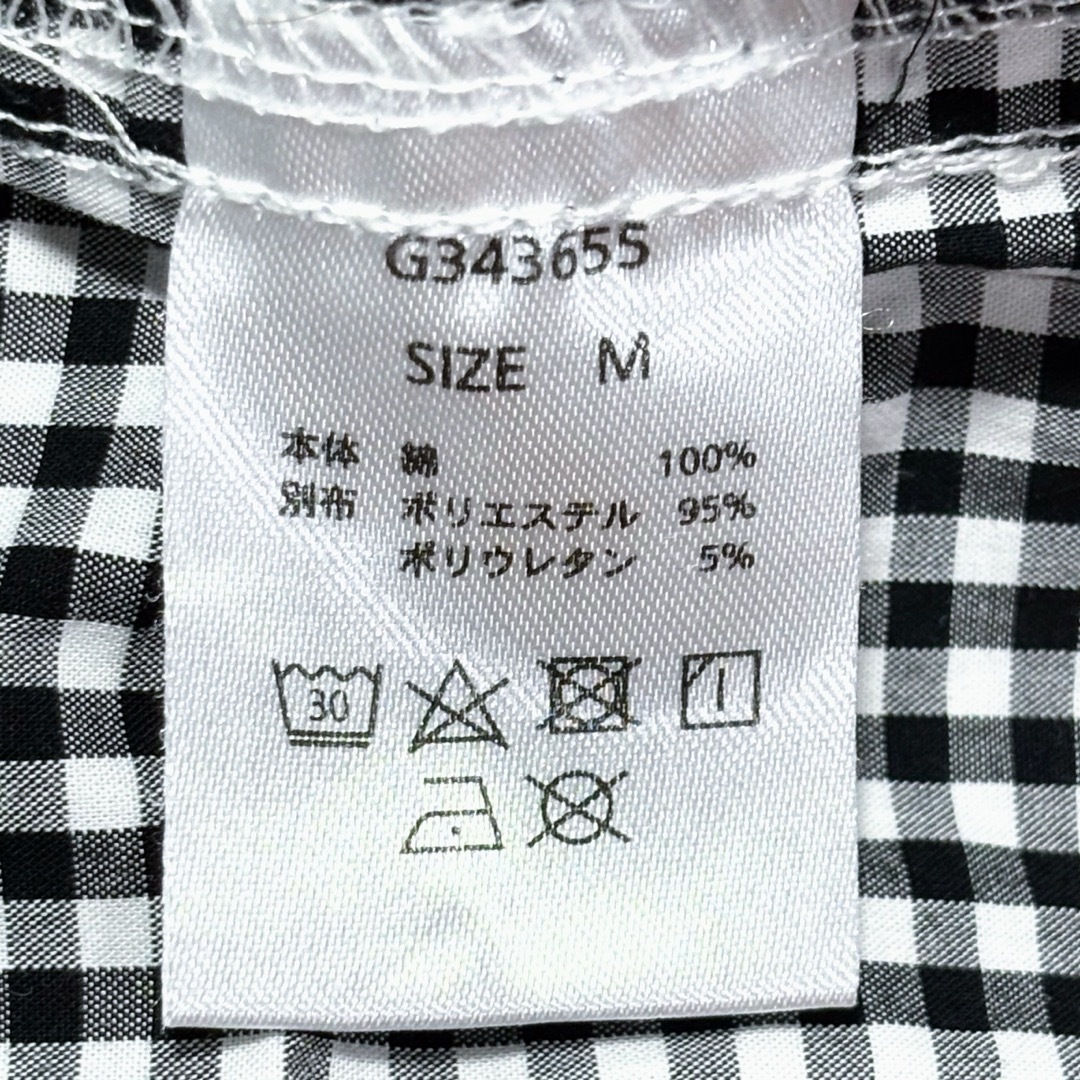 G343655
SIZE M
本体 綿 100%
別布 ポリエステル 95%
ポリウレタン 5%
30